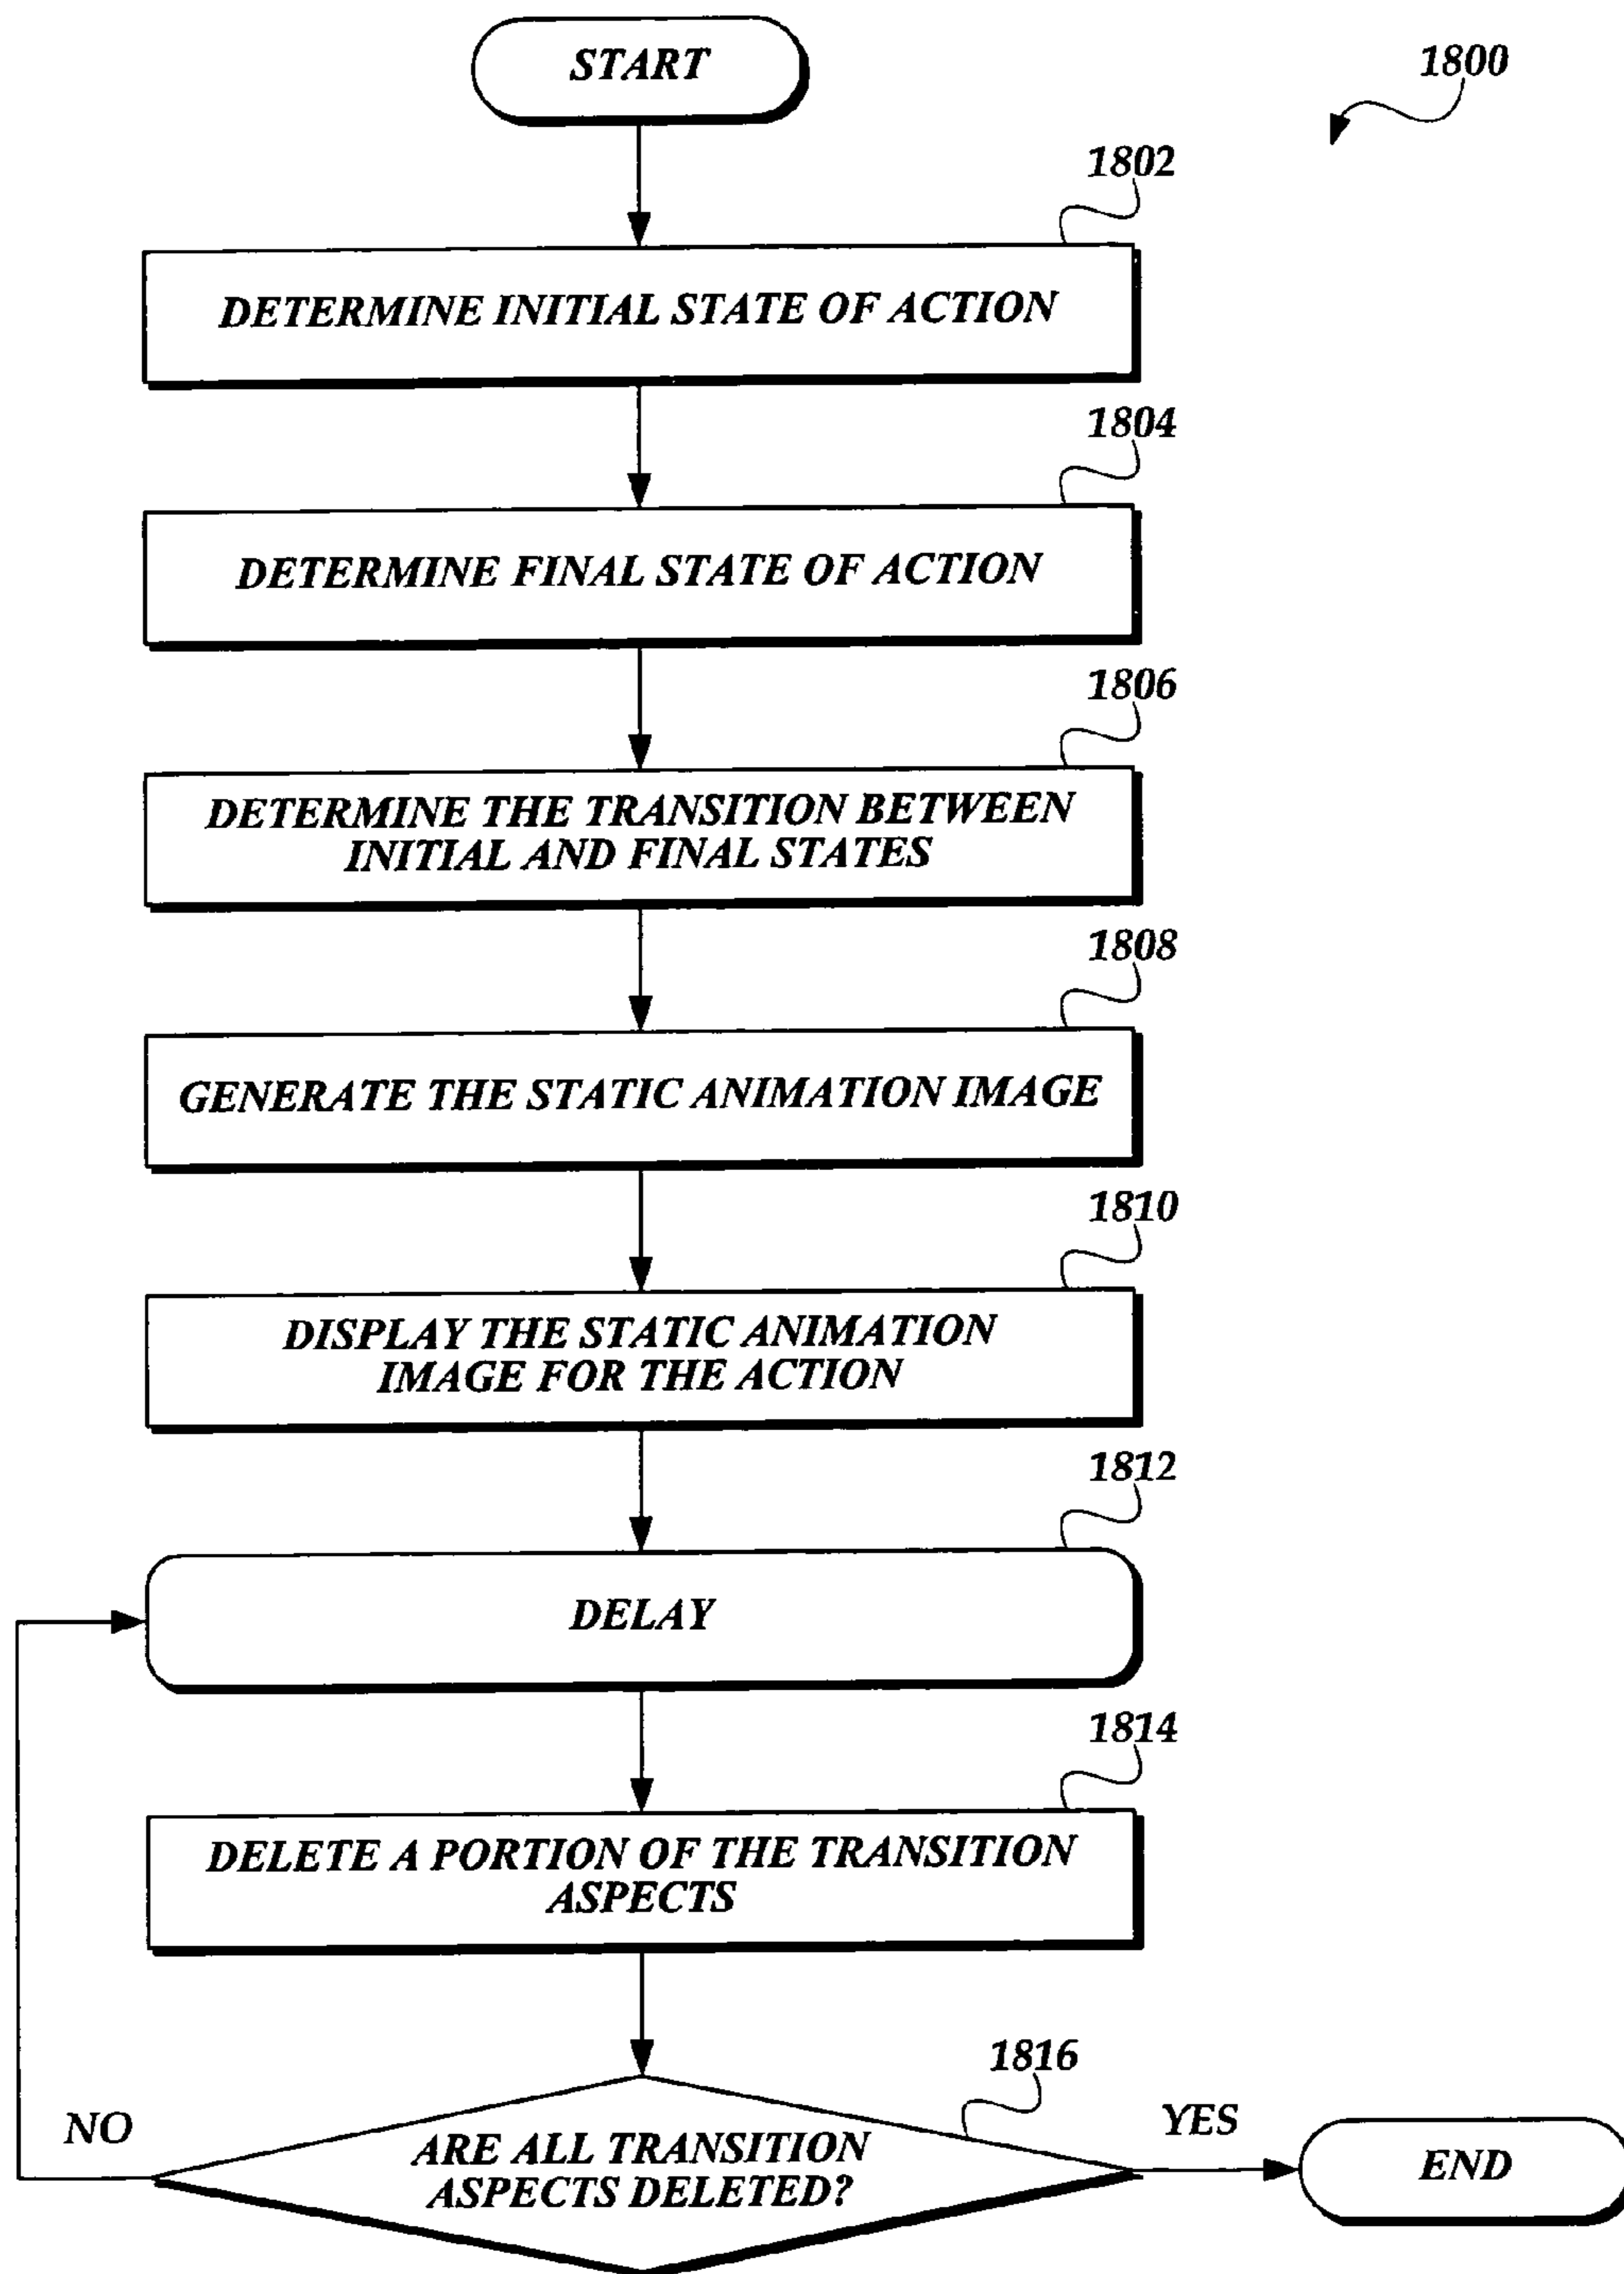 START
1800
1802
DETERMINE INITIAL STATE OF ACTION
1804
DETERMINE FINAL STATE OF ACTION
1806
DETERMINE THE TRANSITION BETWEEN
INITIAL AND FINAL STATES
1808
GENERATE THE STATIC ANIMATION IMAGE
1810
DISPLAY THE STATIC ANIMATION
IMAGE FOR THE ACTION
1812
DELAY
1814
DELETE A PORTION OF THE TRANSITION
ASPECTS
1816
NO
ARE ALL TRANSITION
ASPECTS DELETED?
YES
END